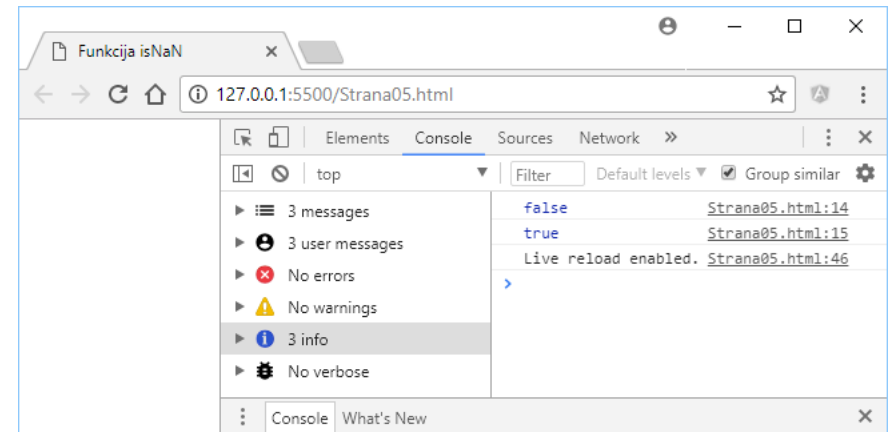 Funkcija isNaN
127.0.0.1:5500/Strana05.html
Elements Console Sources Network »
top Filter Default levels Group similar
3 messages
3 user messages
No errors
No warnings
3 info
No verbose
false Strana05.html:14
true Strana05.html:15
Live reload enabled. Strana05.html:46
>
Console What's New